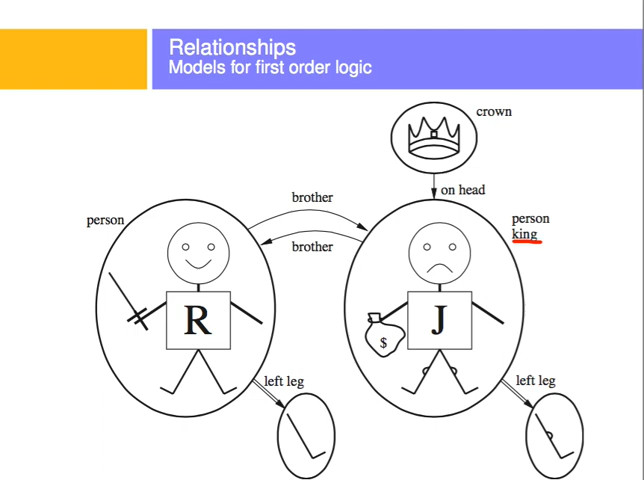 Relationships
Models for first order logic
crown
on head
brother
person
person
king
brother
R
J
$
left leg
left leg